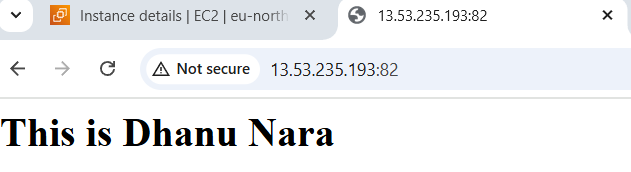 Instance details | EC2 | eu-north
13.53.235.193:82
Not secure
13.53.235.193:82
This is Dhanu Nara